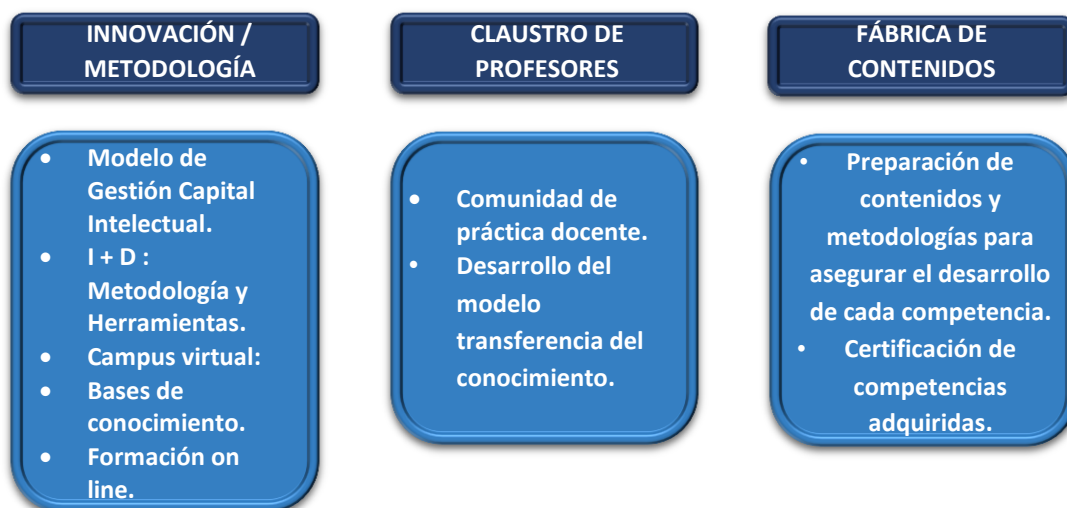 INNOVACIÓN /
METODOLOGÍA
• Modelo de
Gestión Capital
Intelectual.
• I + D :
Metodología y
Herramientas.
• Campus virtual:
• Bases de
conocimiento.
• Formación on
line.
CLAUSTRO DE
PROFESORES
• Comunidad de
práctica docente.
• Desarrollo del
modelo
transferencia del
conocimiento.
FÁBRICA DE
CONTENIDOS
• Preparación de
contenidos y
metodologías para
asegurar el desarrollo
de cada competencia.
• Certificación de
competencias
adquiridas.